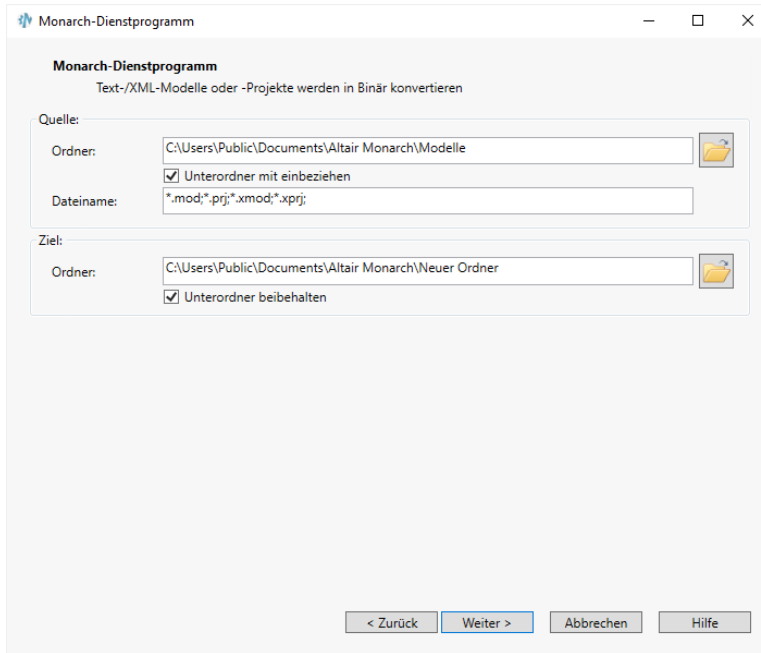 Monarch-Dienstprogramm
Monarch-Dienstprogramm
Text-/XML-Modelle oder -Projekte werden in Binär konvertieren
Quelle:
Ordner: C:\Users\Public\Documents\Altair Monarch\Modelle
Unterordner mit einbeziehen
Dateiname: *.mod;*.prj;*.xmod;*.xprj;
Ziel:
Ordner: C:\Users\Public\Documents\Altair Monarch\Neuer Ordner
Unterordner beibehalten
< Zurück Weiter > Abbrechen Hilfe